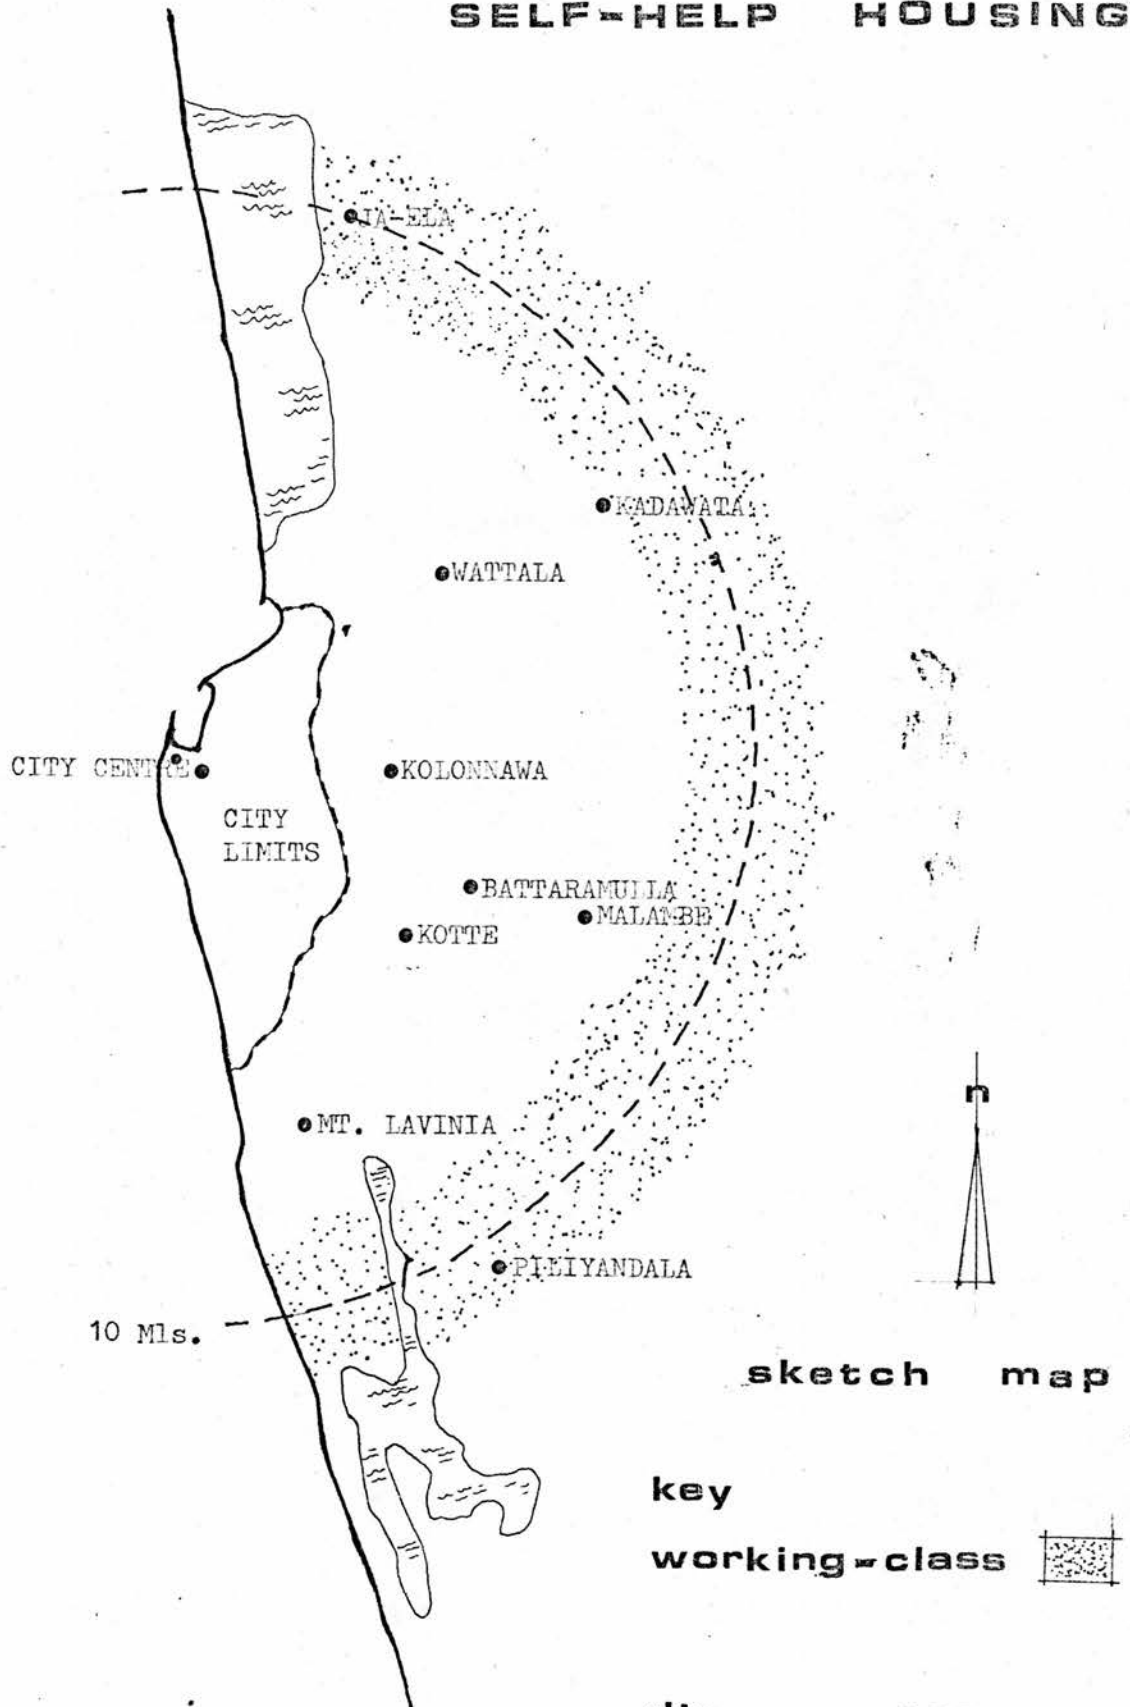 SELF-HELP HOUSING
JA-ELA
KADAWATA
WATTALA
CITY CENTRE
KOLONNAWA
CITY
LIMITS
BATTARAMULLA
MALAMBE
KOTTE
n
MT. LAVINIA
PILIYANDALA
10 Mls.
sketch map
key
working-class